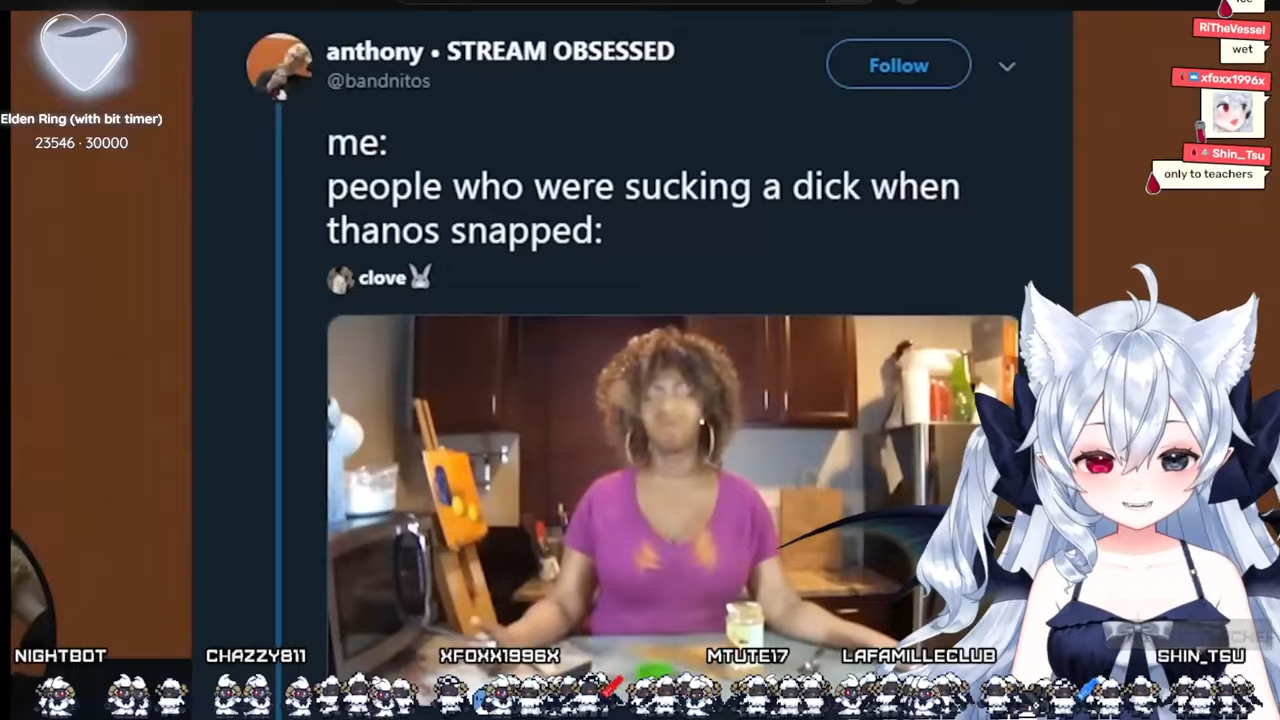 anthony • STREAM OBSESSED
@bandnitos
Follow
me:
people who were sucking a dick when
thanos snapped:
clove
Elden Ring (with bit timer)
23546 · 30000
RiTheVessel
wet
xfoxx1996x
Shin_Tsu
only to teachers
NIGHTBOT
CHAZZY811
XFOXX1996X
MTUTE17
LAFAMILLECLUB
SHIN_TSU